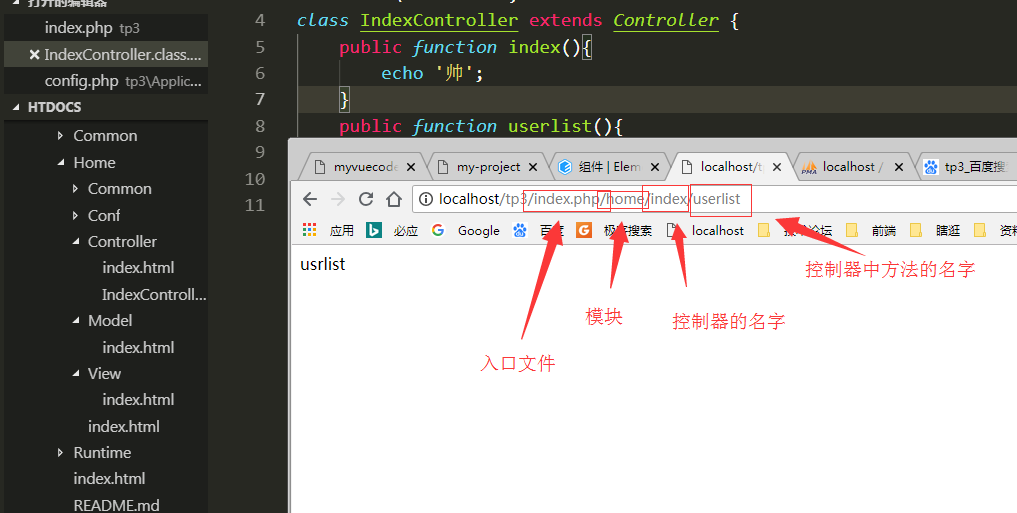 打开的编辑器
index.php tp3
IndexController.class....
config.php tp3\Applic...
HTDOCS
Common
Home
Common
Conf
Controller
index.html
IndexControll...
Model
index.html
View
index.html
index.html
Runtime
index.html
README.md
4 class IndexController extends Controller {
5 public function index(){
6 echo '帅';
7 }
8 public function userlist(){
9
10
11
myvuecode
my-project
组件 | Elem
localhost/t
localhost /
tp3_百度搜
localhost/tp3/index.php/home/index/userlist
应用 必应 Google 百度 极客搜索 localhost 前端 瞎逛 资料
usrlist
控制器中方法的名字
模块
控制器的名字
入口文件